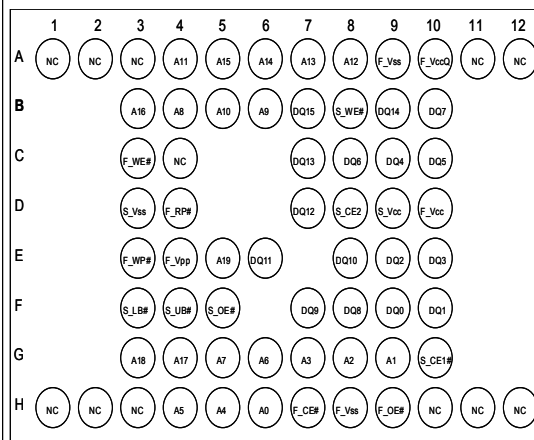 1 2 3 4 5 6 7 8 9 10 11 12
A NC NC NC A11 A15 A14 A13 A12 F_Vss F_VccQ NC NC
B A16 A8 A10 A9 DQ15 S_WE# DQ14 DQ7
C F_WE# NC DQ13 DQ6 DQ4 DQ5
D S_Vss F_RP# DQ12 S_CE2 S_Vcc F_Vcc
E F_WP# F_Vpp A19 DQ11 DQ10 DQ2 DQ3
F S_LB# S_UB# S_OE# DQ9 DQ8 DQ0 DQ1
G A18 A17 A7 A6 A3 A2 A1 S_CE1#
H NC NC NC A5 A4 A0 F_CE# F_Vss F_OE# NC NC NC